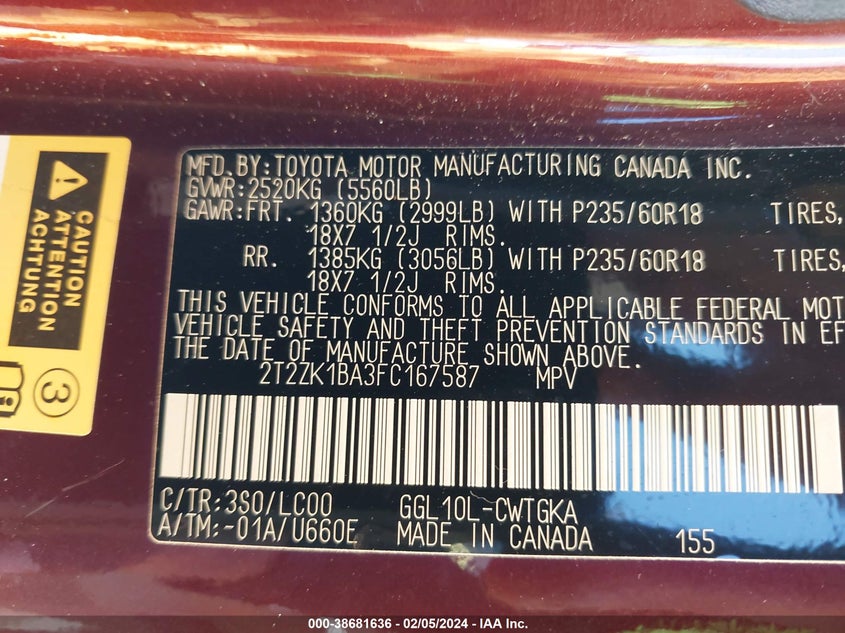 MFD.BY:TOYOTA MOTOR MANUFACTURING CANADA INC.
GVWR:2520KG (5560LB)
GAWR:FRT. 1360KG (2999LB) WITH P235/60R18 TIRES,
18X7 1/2J RIMS.
RR. 1385KG (3056LB) WITH P235/60R18 TIRES,
18X7 1/2J RIMS.
THIS VEHICLE CONFORMS TO ALL APPLICABLE FEDERAL MOT
VEHICLE SAFETY AND THEFT PREVENTION STANDARDS IN EF
THE DATE OF MANUFACTURE SHOWN ABOVE.
2T2ZK1BA3FC167587 MPV
C/TR:3S0/LC00 GGL10L-CWTGKA
A/TM:-01A/U660E MADE IN CANADA 155
CAUTION
ATTENTION
ACHTUNG
3
000-38681636 - 02/05/2024 - IAA Inc.